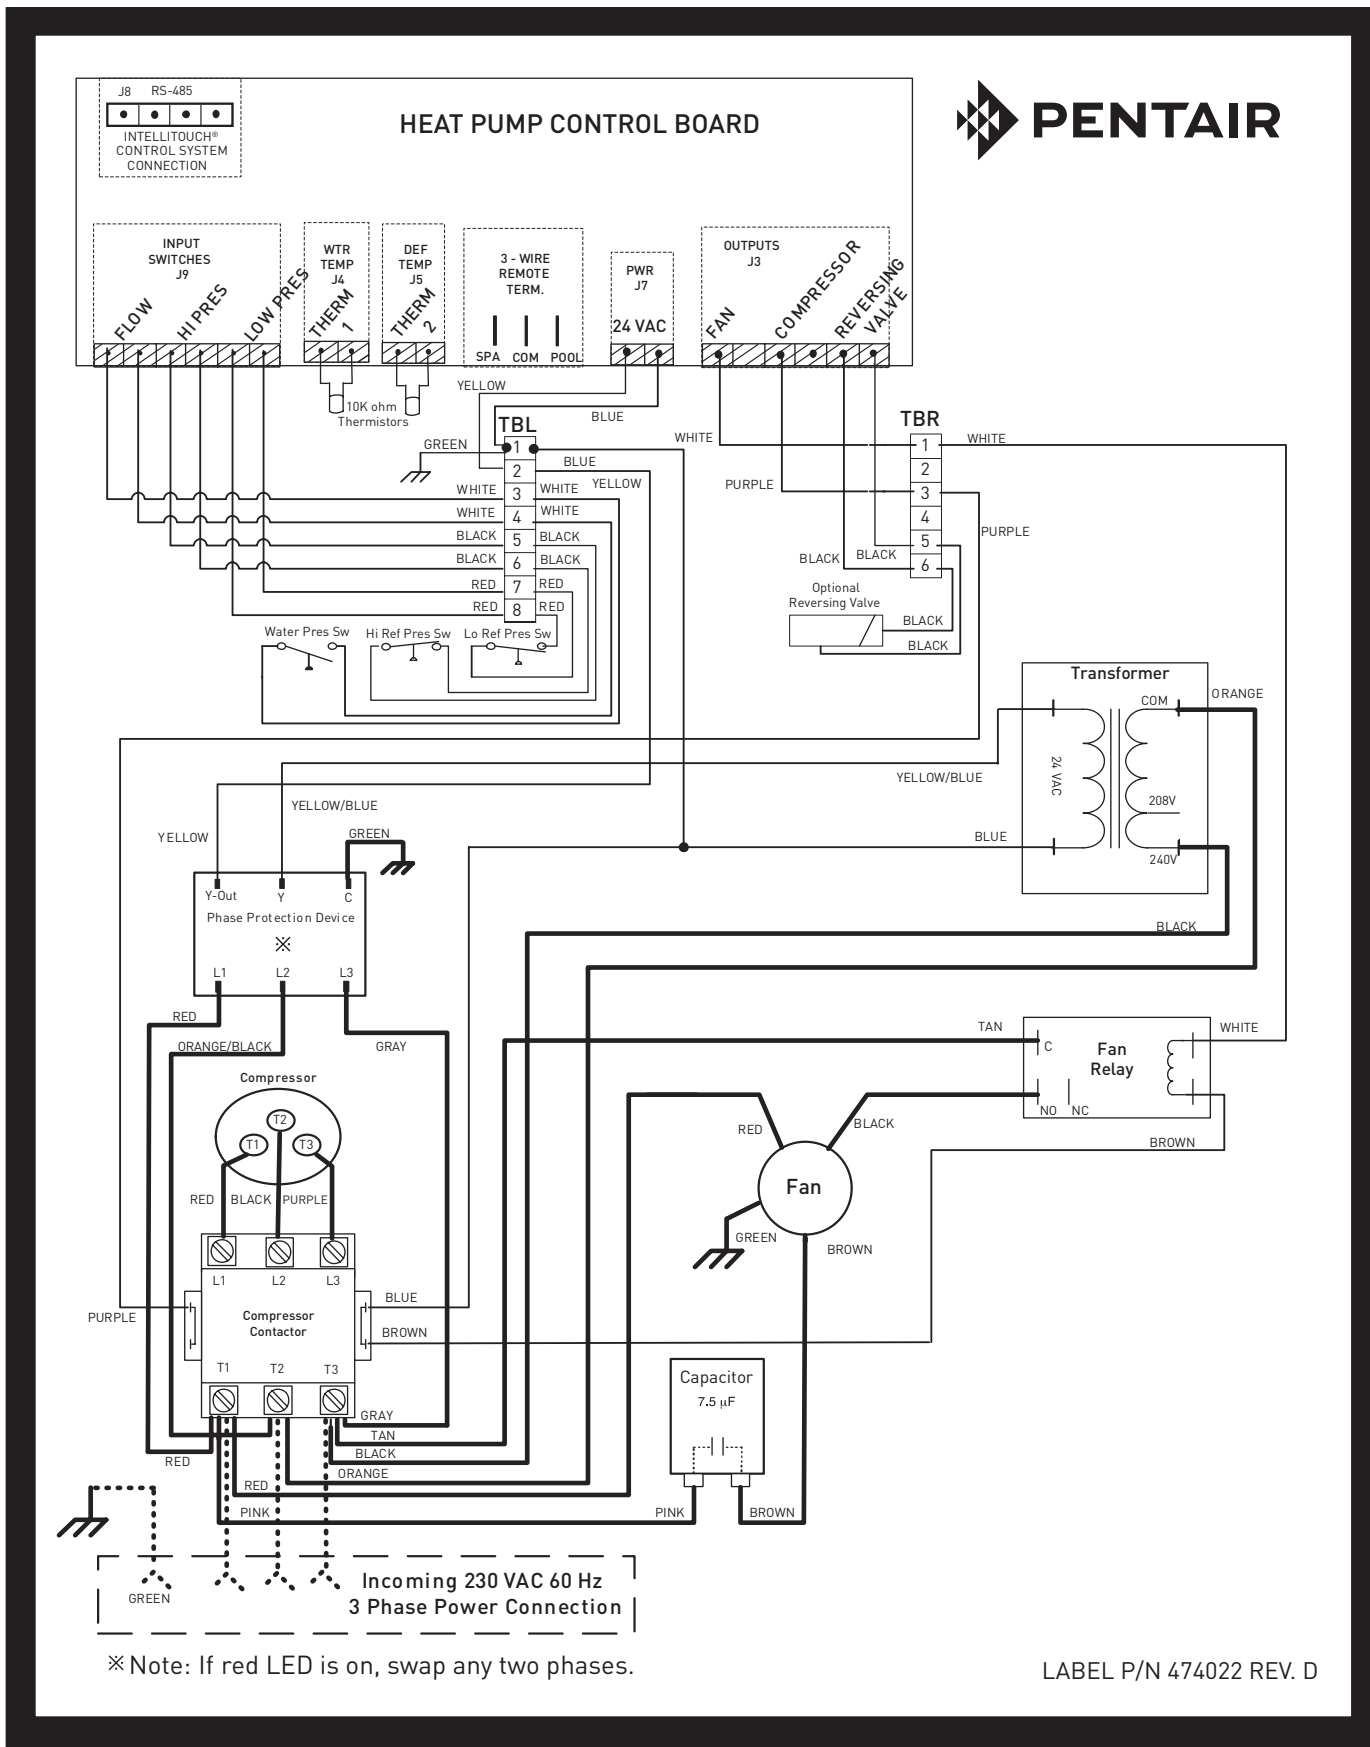 J8 RS-485
INTELLITOUCH®
CONTROL SYSTEM
CONNECTION
HEAT PUMP CONTROL BOARD
PENTAIR
INPUT
SWITCHES
J9
FLOW
HI PRES
LOW PRES
WTR
TEMP
J4
THERM
1
DEF
TEMP
J5
THERM
2
3 - WIRE
REMOTE
TERM.
SPA COM POOL
PWR
J7
24 VAC
OUTPUTS
J3
FAN
COMPRESSOR
REVERSING
VALVE
10K ohm
Thermistors
YELLOW
BLUE
TBL
GREEN
1
2
3
4
5
6
7
8
BLUE
YELLOW
WHITE WHITE
WHITE WHITE
BLACK BLACK
BLACK BLACK
RED RED
RED RED
TBR
WHITE
WHITE
1
2
3
4
5
6
PURPLE
PURPLE
BLACK
BLACK
Optional
Reversing Valve
BLACK
BLACK
Water Pres Sw
Hi Ref Pres Sw
Lo Ref Pres Sw
Transformer
COM
ORANGE
24 VAC
208V
240V
YELLOW/BLUE
YELLOW/BLUE
YELLOW
GREEN
BLUE
BLACK
Y-Out Y C
Phase Protection Device
※
L1 L2 L3
RED
ORANGE/BLACK
GRAY
TAN
C
Fan
Relay
WHITE
NO NC
BROWN
Compressor
T2
T1 T3
RED BLACK PURPLE
RED
BLACK
Fan
GREEN
BROWN
L1 L2 L3
Compressor
Contactor
PURPLE
BLUE
BROWN
T1 T2 T3
Capacitor
7.5 µF
GRAY
TAN
BLACK
RED
ORANGE
RED
PINK
PINK
BROWN
GREEN
Incoming 230 VAC 60 Hz
3 Phase Power Connection
※ Note: If red LED is on, swap any two phases.
LABEL P/N 474022 REV. D